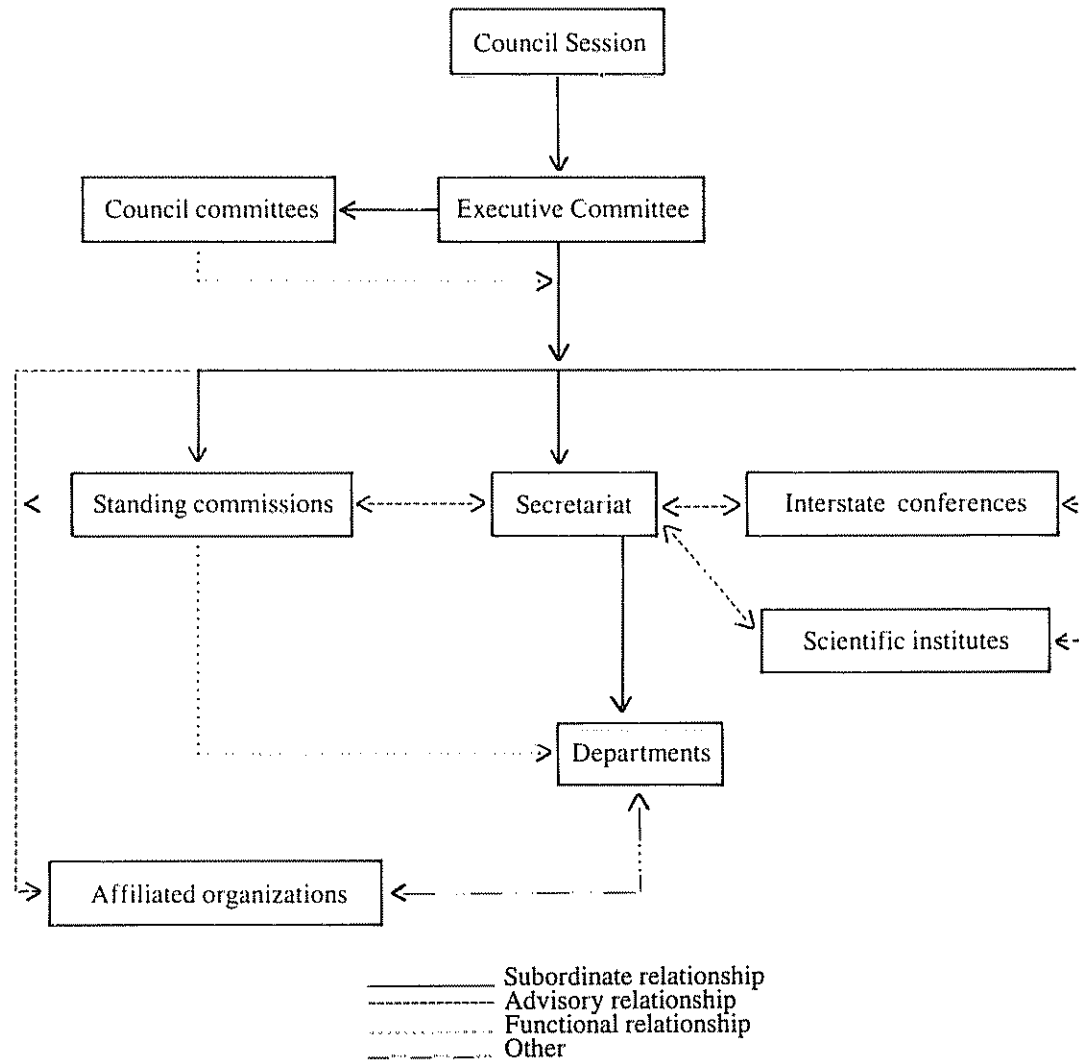 Council Session
Council committees
Executive Committee
Standing commissions
Secretariat
Interstate conferences
Scientific institutes
Departments
Affiliated organizations
Subordinate relationship
Advisory relationship
Functional relationship
Other